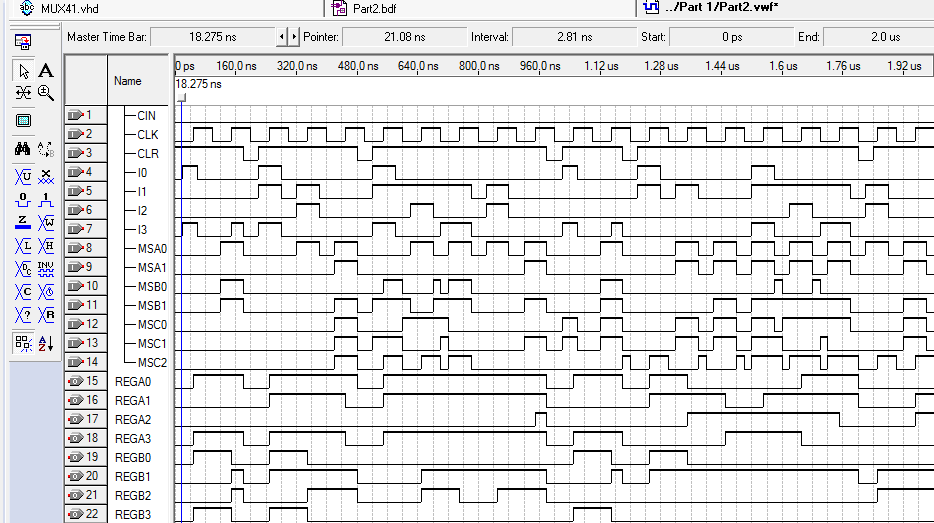 MUX41.vhd Part2.bdf ../Part 1/Part2.vwf*
Master Time Bar: 18.275 ns Pointer: 21.08 ns Interval: 2.81 ns Start: 0 ps End: 2.0 us
Name
0 ps 160.0 ns 320.0 ns 480.0 ns 640.0 ns 800.0 ns 960.0 ns 1.12 us 1.28 us 1.44 us 1.6 us 1.76 us 1.92 us
18.275 ns
1 CIN
2 CLK
3 CLR
4 I0
5 I1
6 I2
7 I3
8 MSA0
9 MSA1
10 MSB0
11 MSB1
12 MSC0
13 MSC1
14 MSC2
15 REGA0
16 REGA1
17 REGA2
18 REGA3
19 REGB0
20 REGB1
21 REGB2
22 REGB3